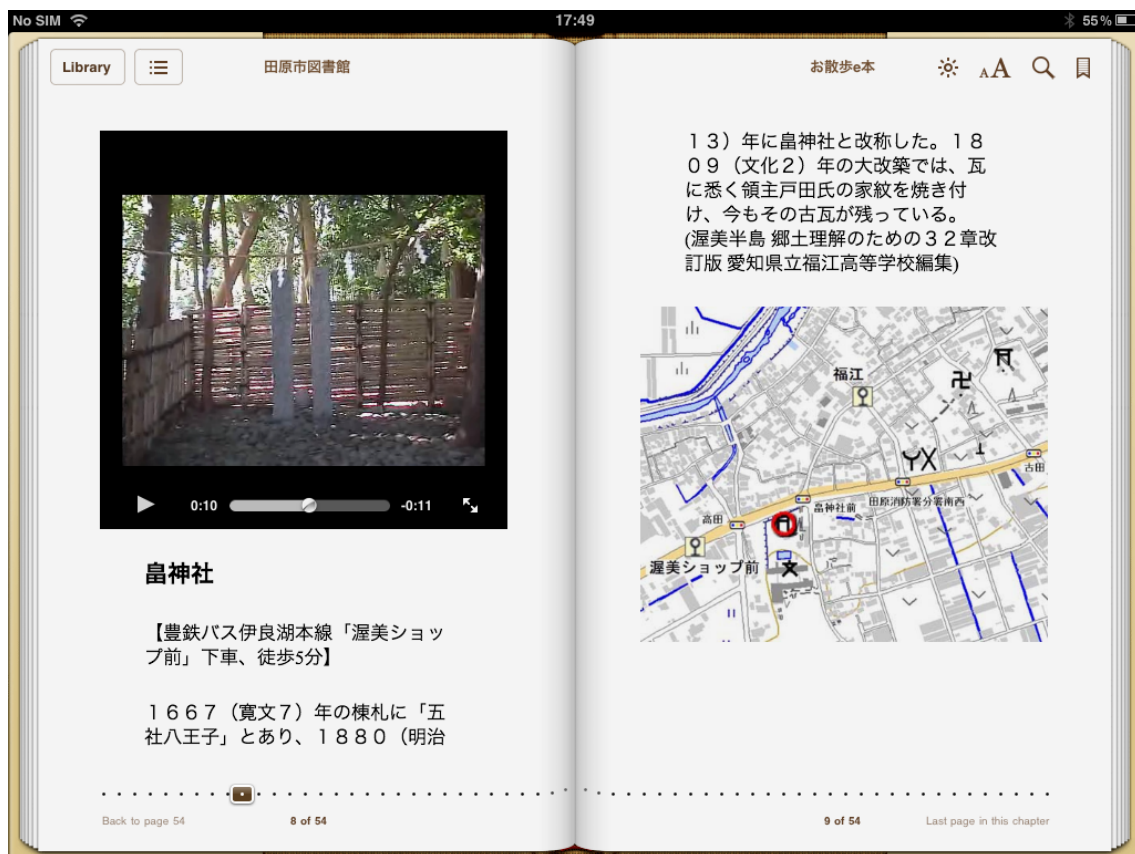 No SIM
17:49
55%
Library
田原市図書館
お散歩e本
AA
0:10
-0:11
畠神社
【豊鉄バス伊良湖本線「渥美ショッ
プ前」下車、徒歩5分】
１６６７（寛文７）年の棟札に「五
社八王子」とあり、１８８０（明治
Back to page 54
8 of 54
１３）年に畠神社と改称した。１８
０９（文化２）年の大改築では、瓦
に悉く領主戸田氏の家紋を焼き付
け、今もその古瓦が残っている。
(渥美半島 郷土理解のための３２章改
訂版 愛知県立福江高等学校編集)
福江
古田
田原消防署分署南西
畠神社前
高田
渥美ショップ前
文
9 of 54
Last page in this chapter